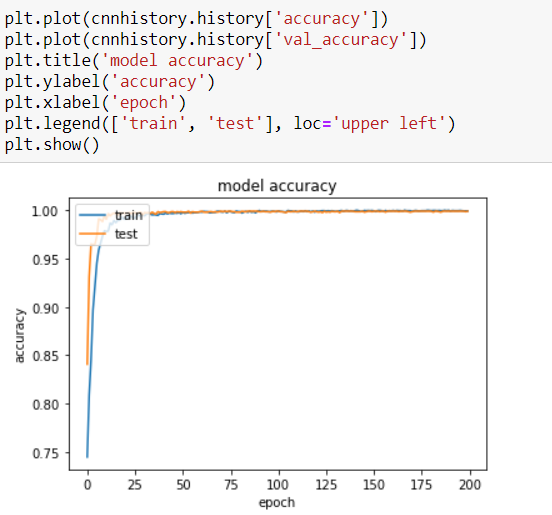 plt.plot(cnnhistory.history['accuracy'])
plt.plot(cnnhistory.history['val_accuracy'])
plt.title('model accuracy')
plt.ylabel('accuracy')
plt.xlabel('epoch')
plt.legend(['train', 'test'], loc='upper left')
plt.show()
model accuracy
train
test
1.00
0.95
0.90
0.85
0.80
0.75
accuracy
0 25 50 75 100 125 150 175 200
epoch